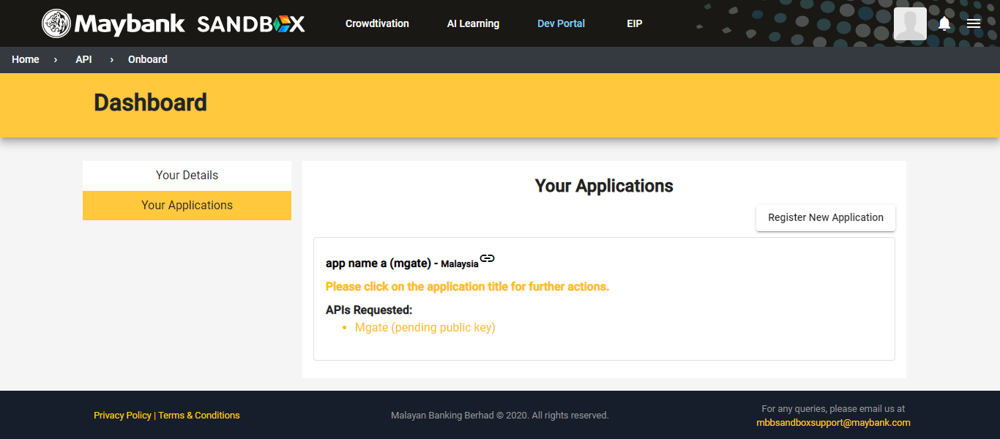 Maybank SANDBOX
Crowdtivation AI Learning Dev Portal EIP
Home › API › Onboard
Dashboard
Your Details
Your Applications
Your Applications
Register New Application
app name a (mgate) - Malaysia
Please click on the application title for further actions.
APIs Requested:
• Mgate (pending public key)
Privacy Policy | Terms & Conditions
Malayan Banking Berhad © 2020. All rights reserved.
For any queries, please email us at
mbbsandboxsupport@maybank.com